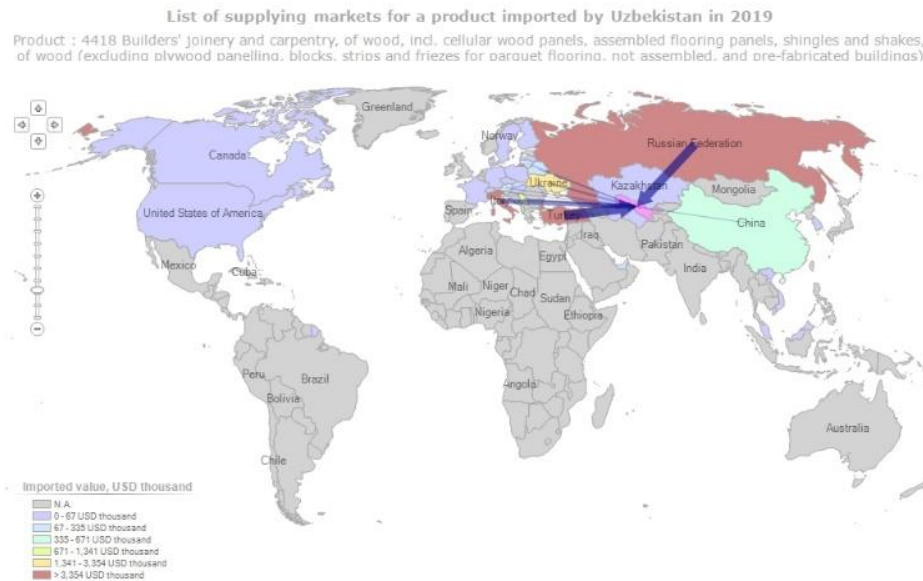 List of supplying markets for a product imported by Uzbekistan in 2019
Product : 4418 Builders' joinery and carpentry, of wood, incl. cellular wood panels, assembled flooring panels, shingles and shakes,
of wood (excluding plywood panelling, blocks, strips and friezes for parquet flooring, not assembled, and pre-fabricated buildings)
Greenland
Norway
Russian Federation
Canada
Ukraine
Kazakhstan
Mongolia
United States of America
Spain
Turkey
China
Iraq
Mexico
Cuba
Algeria
Egypt
Pakistan
India
Mali
Niger
Chad
Sudan
Nigeria
Ethiopia
Peru
Brazil
Angola
Bolivia
Australia
Chile
Imported value, USD thousand
N.A.
0 - 67 USD thousand
67 - 335 USD thousand
335 - 671 USD thousand
671 - 1,341 USD thousand
1,341 - 3,354 USD thousand
> 3,354 USD thousand